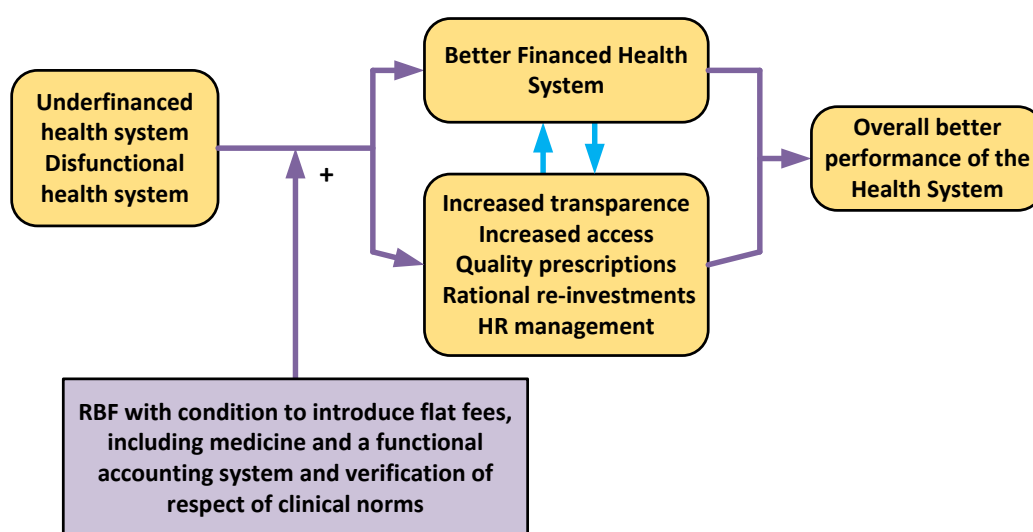 Underfinanced
health system
Disfunctional
health system
+
Better Financed Health
System
Increased transparence
Increased access
Quality prescriptions
Rational re-investments
HR management
Overall better
performance of the
Health System
RBF with condition to introduce flat fees,
including medicine and a functional
accounting system and verification of
respect of clinical norms